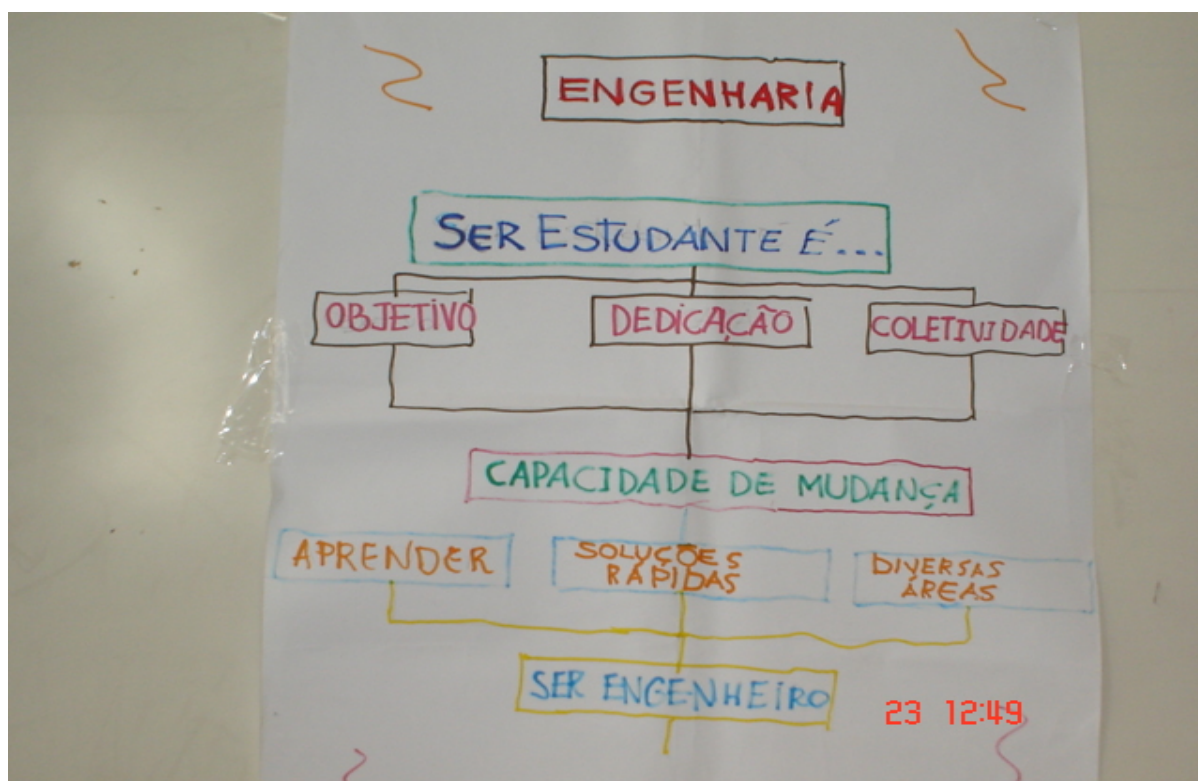 ENGENHARIA
SER ESTUDANTE É...
OBJETIVO DEDICAÇÃO COLETIVIDADE
CAPACIDADE DE MUDANÇA
APRENDER
SOLUÇÕES
RÁPIDAS
DIVERSAS
ÁREAS
SER ENGENHEIRO
23 12:49